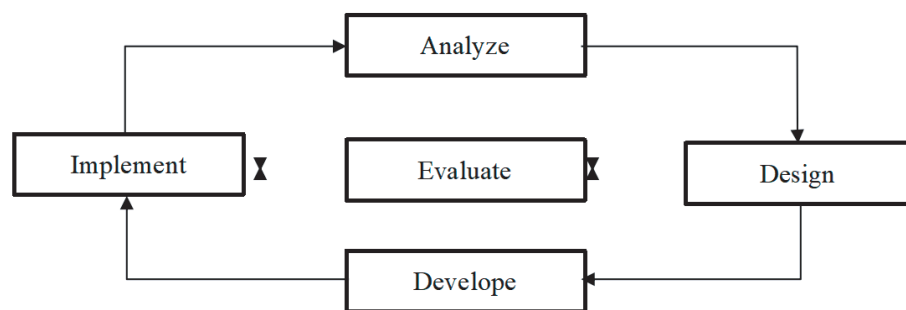 Analyze
Implement
Evaluate
Design
Develope